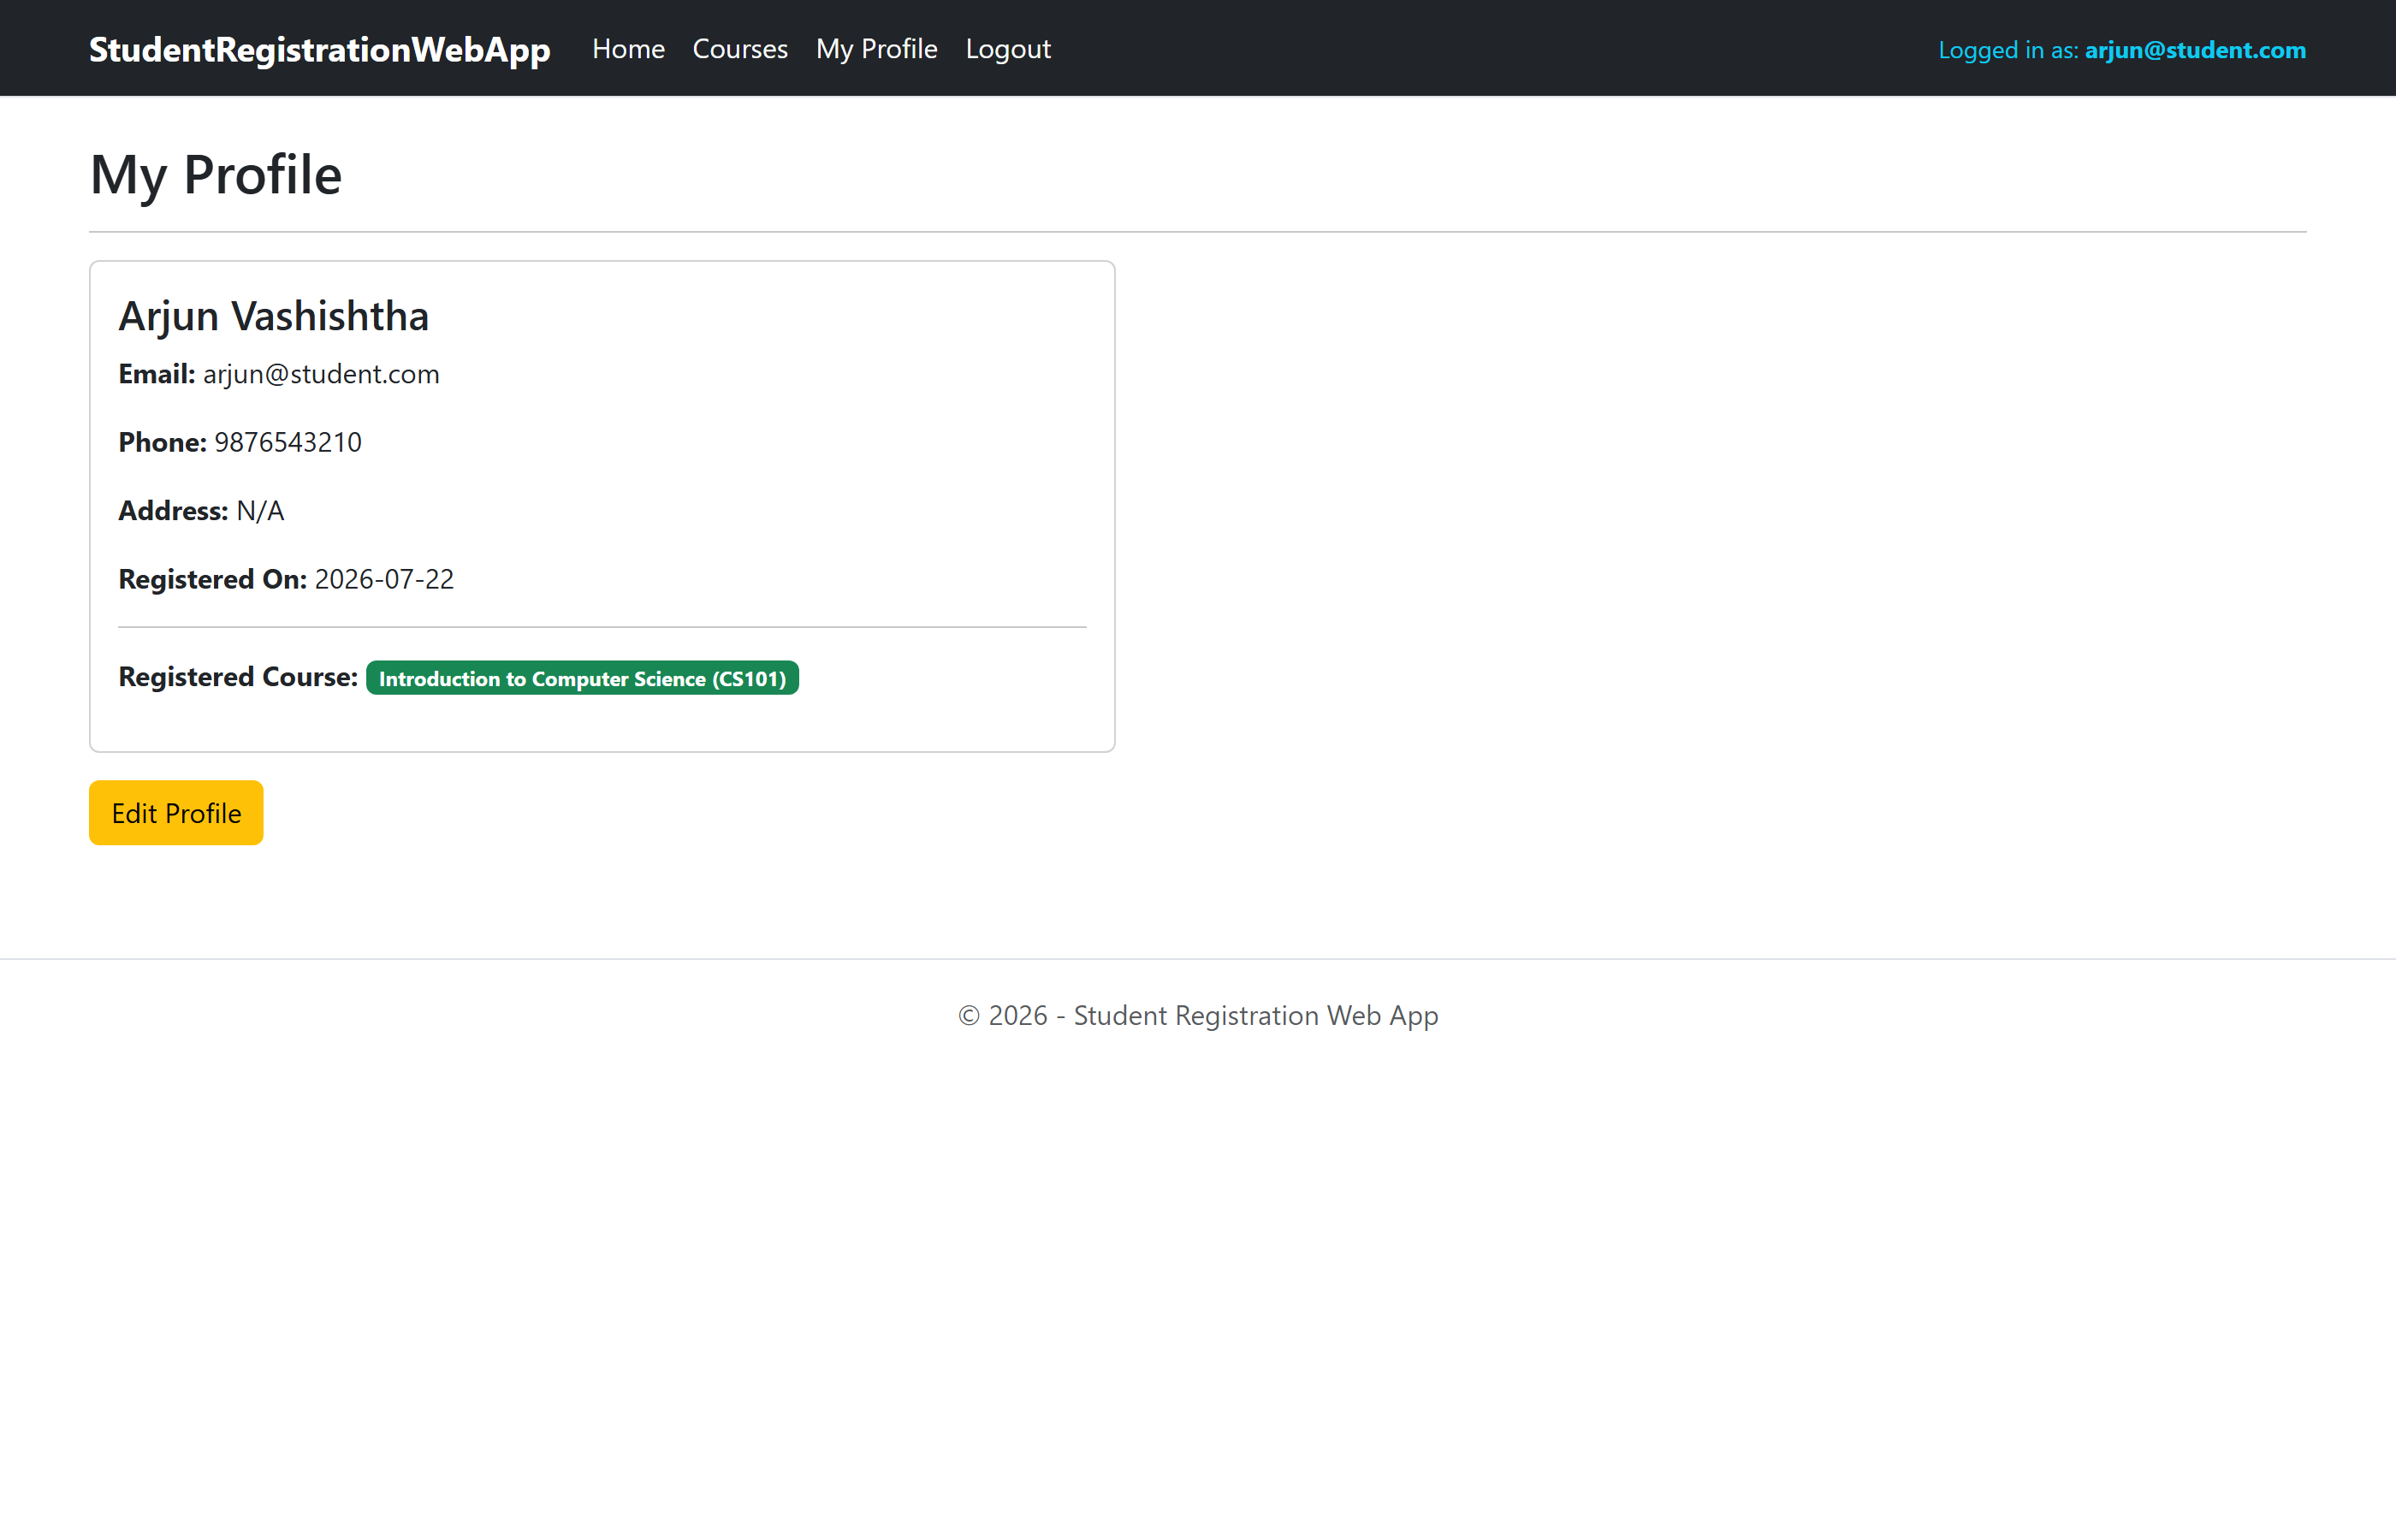 StudentRegistrationWebApp Home Courses My Profile Logout Logged in as: arjun@student.com
My Profile
Arjun Vashishtha
Email: arjun@student.com
Phone: 9876543210
Address: N/A
Registered On: 2026-07-22
Registered Course: Introduction to Computer Science (CS101)
Edit Profile
© 2026 - Student Registration Web App